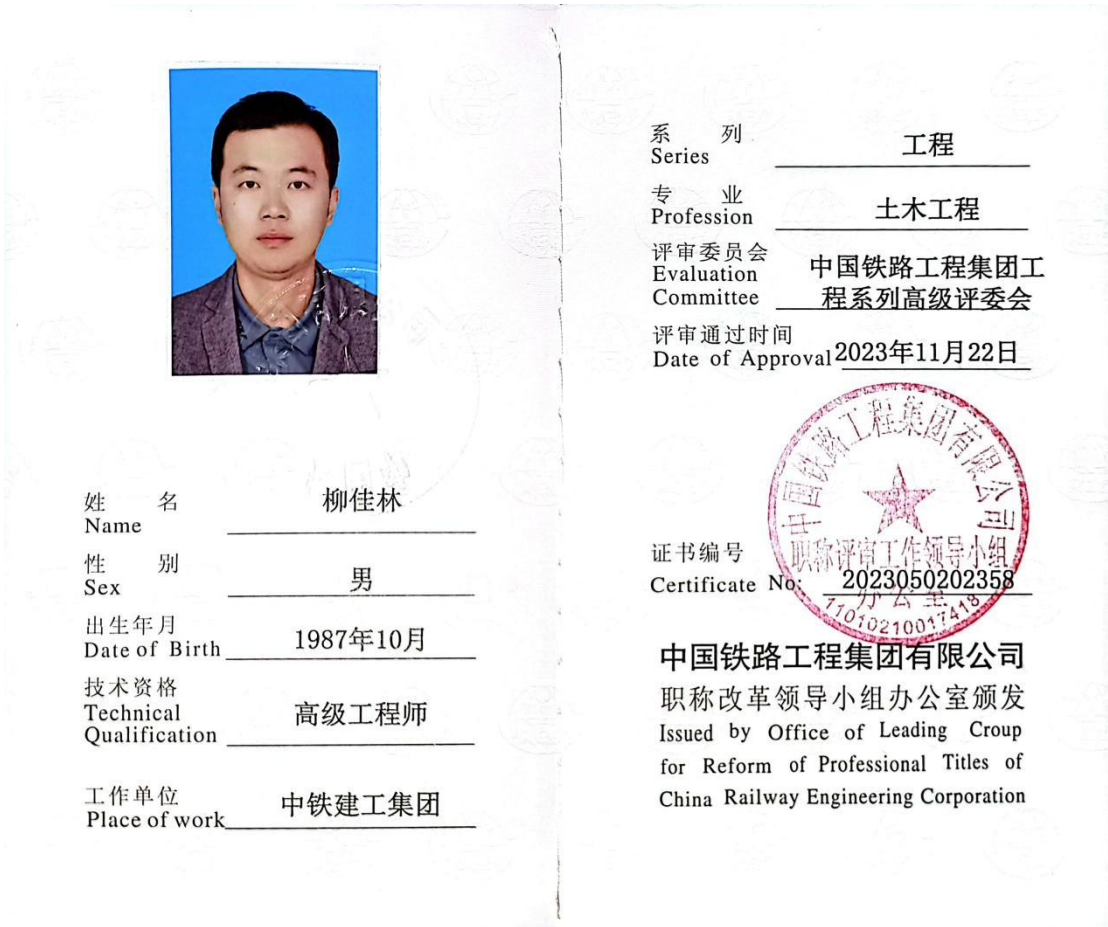 姓名 柳佳林
Name
性别 男
Sex
出生年月
Date of Birth 1987年10月
技术资格
Technical 高级工程师
Qualification
工作单位 中铁建工集团
Place of work
系列 工程
Series
专业 土木工程
Profession
评审委员会
Evaluation 中国铁路工程集团工
Committee 程系列高级评委会
评审通过时间
Date of Approval 2023年11月22日
中国铁路工程集团有限公司
职称评审工作领导小组
办公室
11010210017418
证书编号
Certificate No: 2023050202358
中国铁路工程集团有限公司
职称改革领导小组办公室颁发
Issued by Office of Leading Croup
for Reform of Professional Titles of
China Railway Engineering Corporation